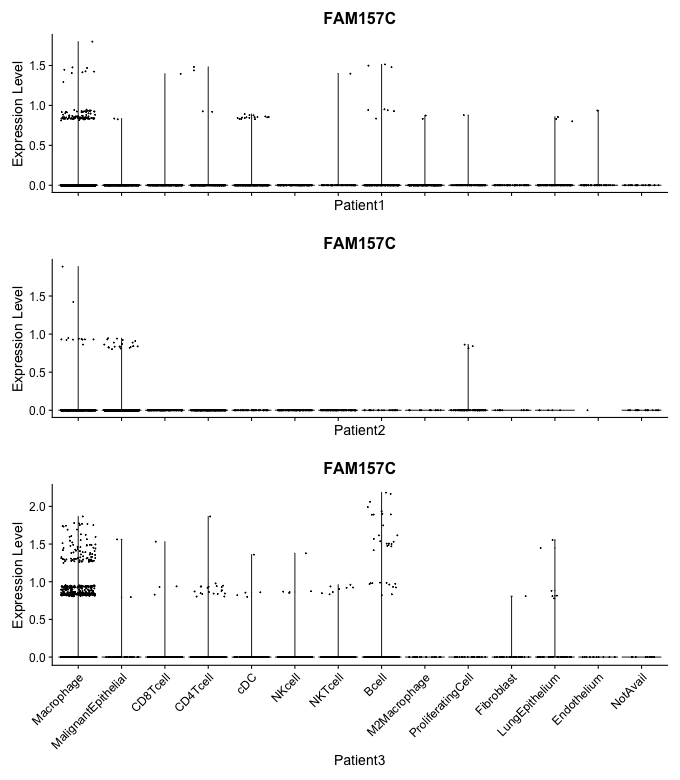 FAM157C
Expression Level
1.5
1.0
0.5
0.0
Patient1
FAM157C
Expression Level
1.5
1.0
0.5
0.0
Patient2
FAM157C
Expression Level
2.0
1.5
1.0
0.5
0.0
Macrophage
MalignantEpithelial
CD8Tcell
CD4Tcell
cDC
NKcell
NKTcell
Bcell
M2Macrophage
ProliferatingCell
Fibroblast
LungEpithelium
Endothelium
NotAvail
Patient3